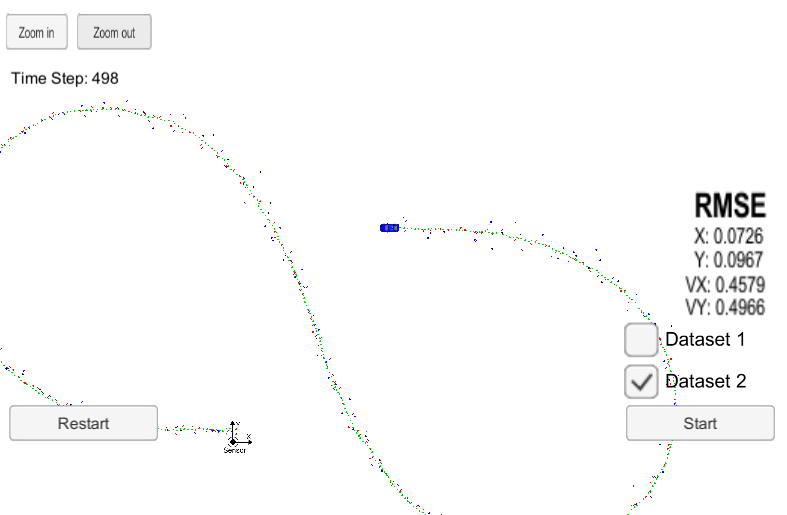 Zoom in
Zoom out
Time Step: 498
RMSE
X: 0.0726
Y: 0.0967
VX: 0.4579
VY: 0.4966
Dataset 1
Dataset 2
Restart
Start
Y
X
Sensor